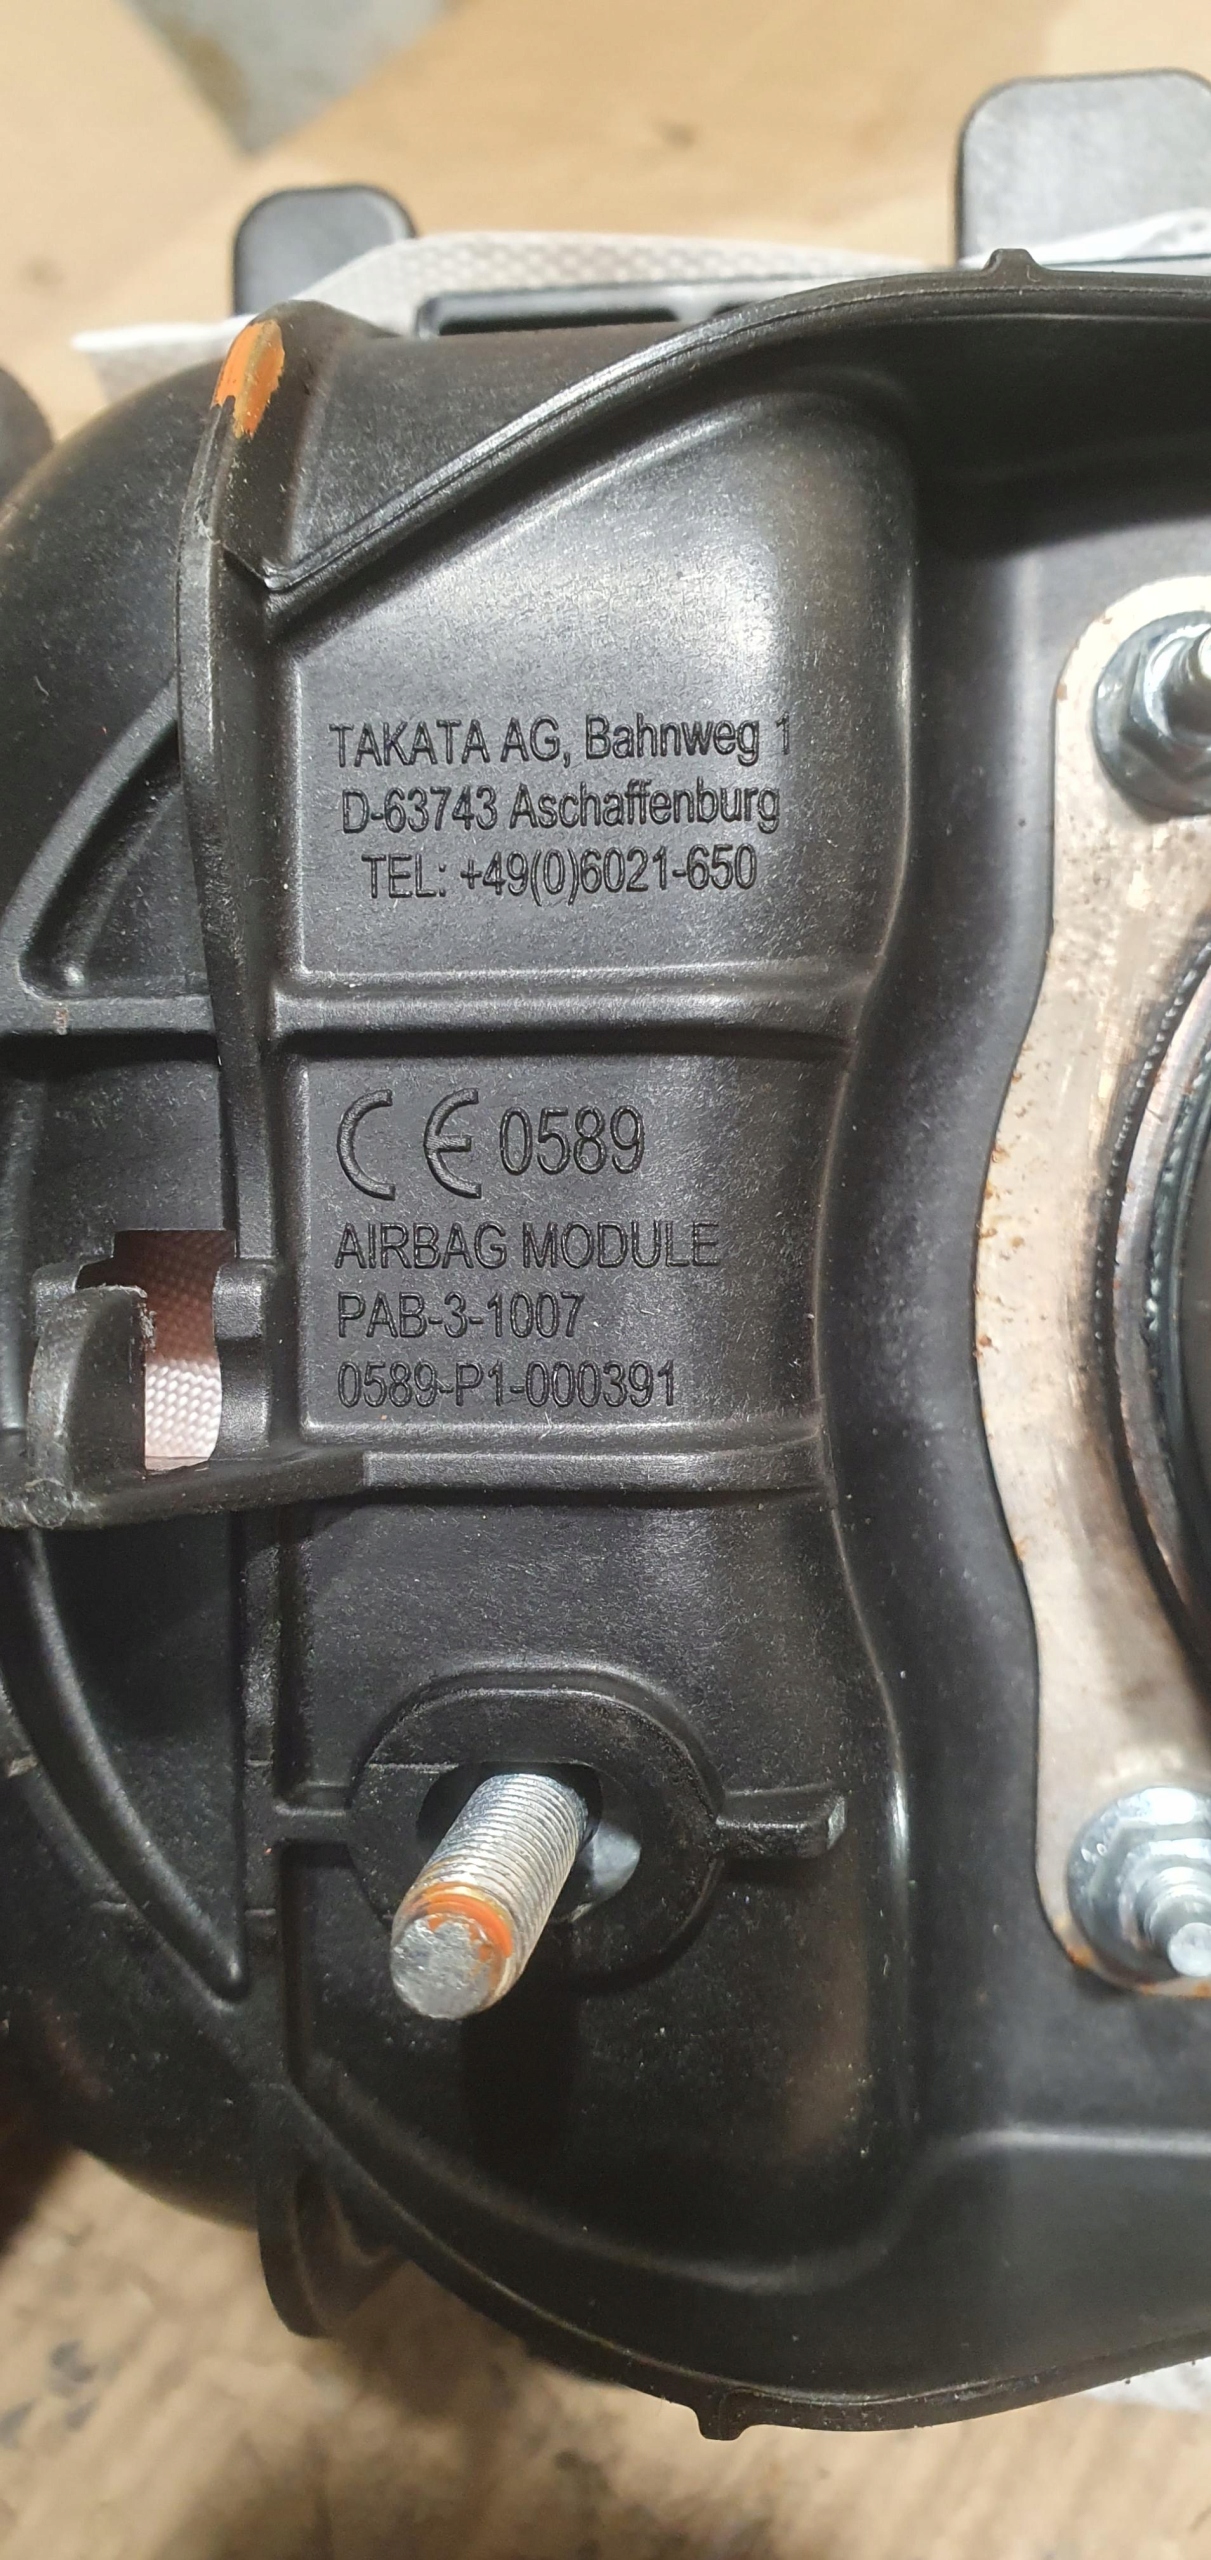 TAKATA AG, Bahnweg 1
D-63743 Aschaffenburg
TEL: +49(0)6021-650
CE 0589
AIRBAG MODULE
PAB-3-1007
0589-P1-000391